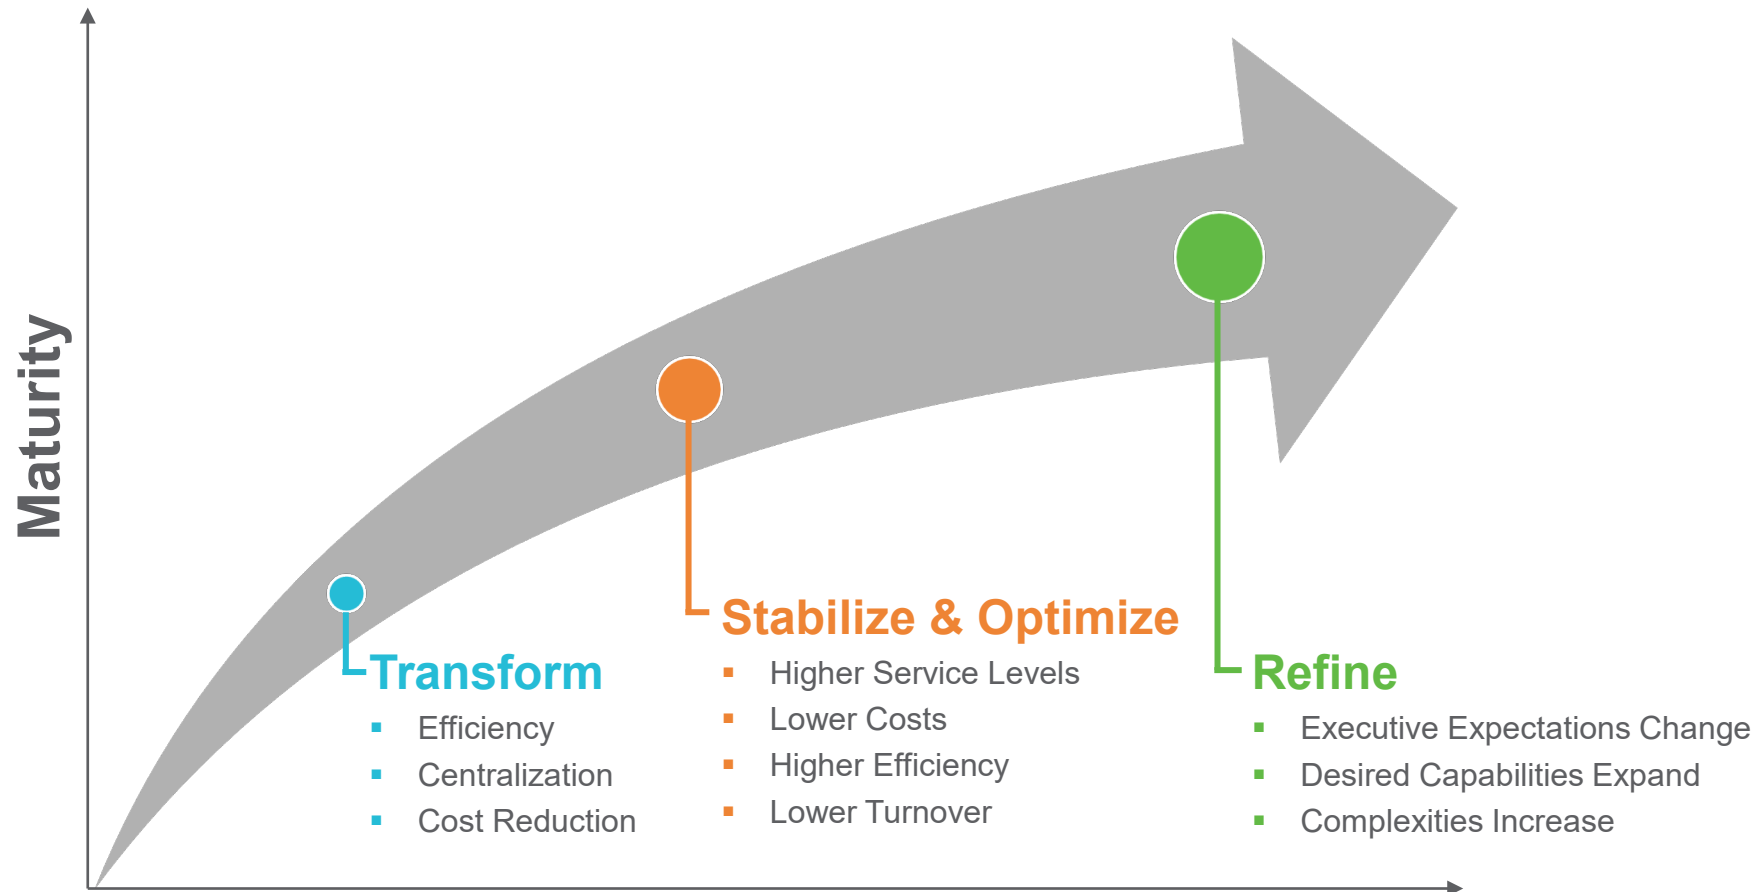 Maturity
Transform
▪ Efficiency
▪ Centralization
▪ Cost Reduction
Stabilize & Optimize
▪ Higher Service Levels
▪ Lower Costs
▪ Higher Efficiency
▪ Lower Turnover
Refine
▪ Executive Expectations Change
▪ Desired Capabilities Expand
▪ Complexities Increase